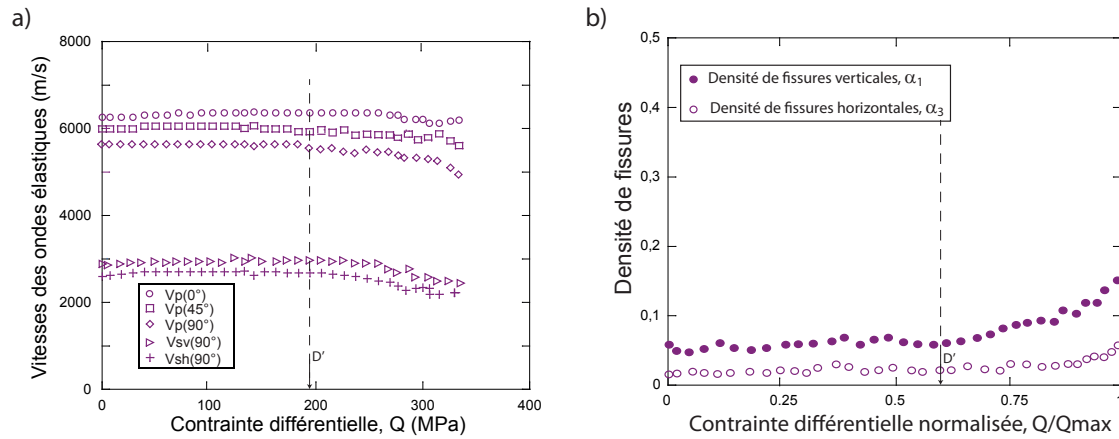 a)
8000
6000
4000
2000
0
Vitesses des ondes élastiques (m/s)
Vp(0°)
Vp(45°)
Vp(90°)
Vsv(90°)
Vsh(90°)
D'
0
100
200
300
400
Contrainte différentielle, Q (MPa)
b)
0,5
0,4
0,3
0,2
0,1
0
Densité de fissures
Densité de fissures verticales, α1
Densité de fissures horizontales, α3
D'
0
0.25
0.5
0.75
1
Contrainte différentielle normalisée, Q/Qmax